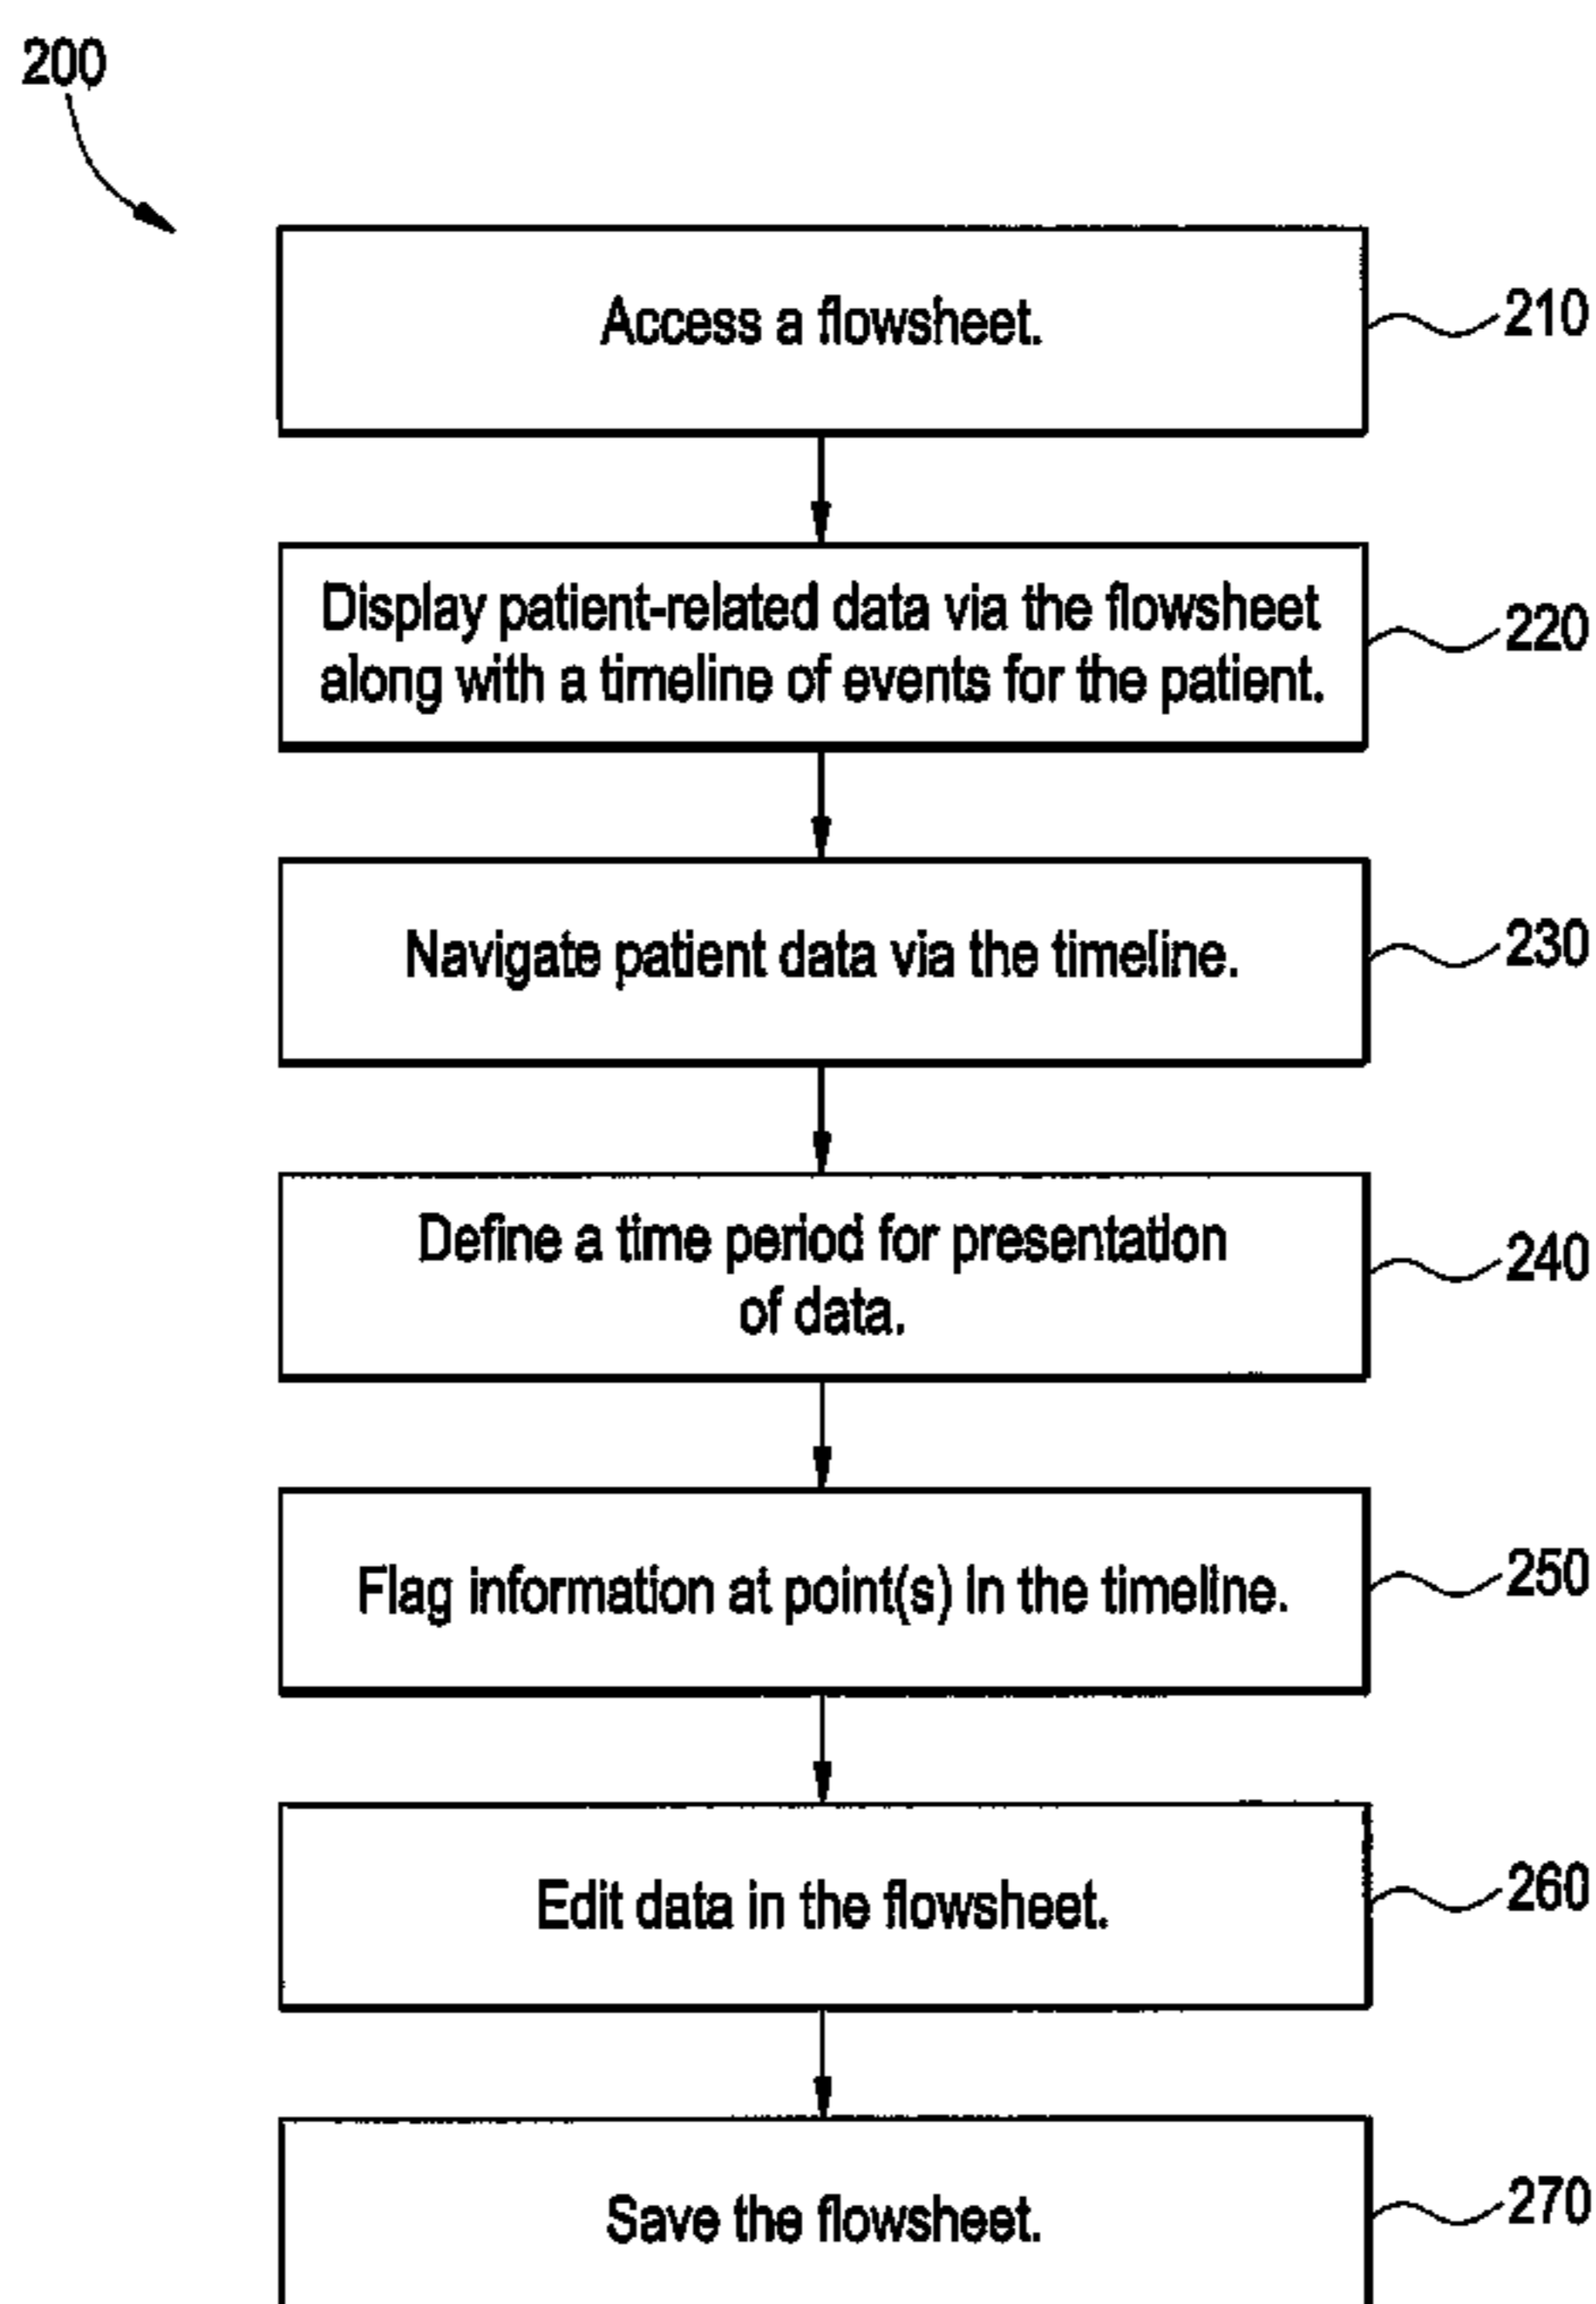 200
Access a flowsheet.
210
Display patient-related data via the flowsheet
along with a timeline of events for the patient.
220
Navigate patient data via the timeline.
230
Define a time period for presentation
of data.
240
Flag information at point(s) in the timeline.
250
Edit data in the flowsheet.
260
Save the flowsheet.
270